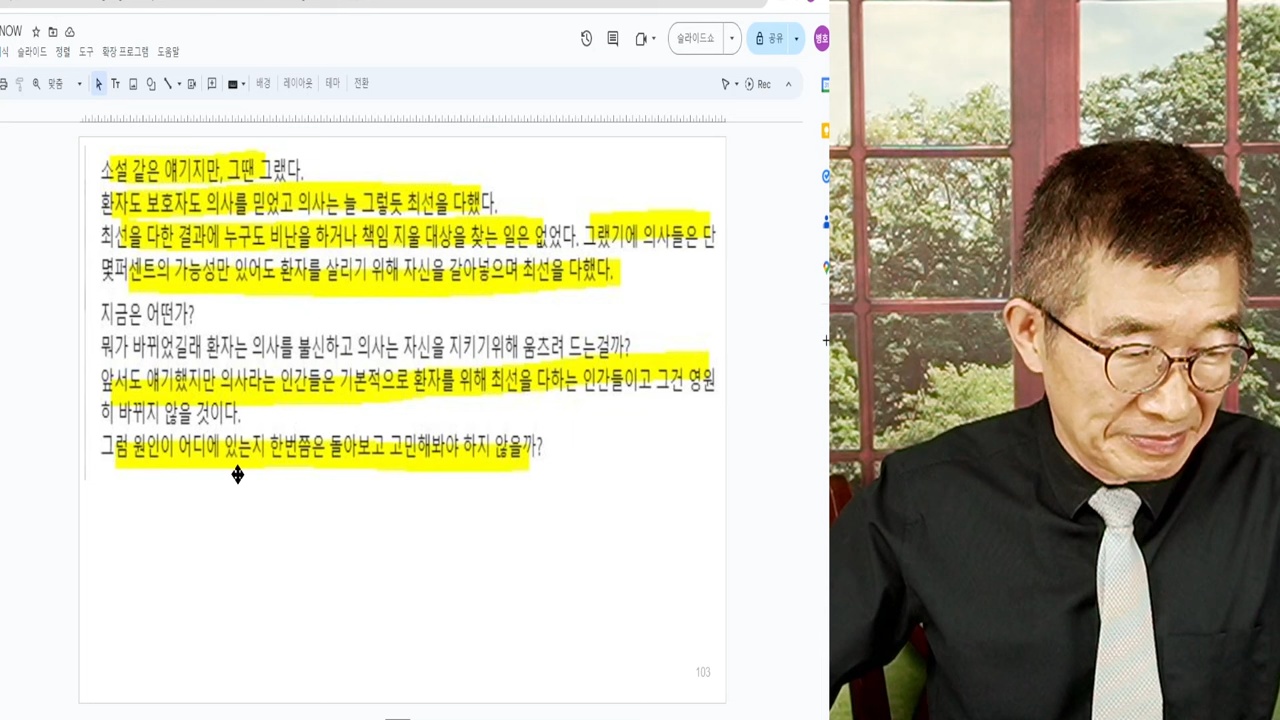 NOW
슬라이드 정렬 도구 확장 프로그램 도움말
슬라이드쇼
공유
병호
맞춤
Tт
배경
레이아웃
테마
전환
Rec
소설 같은 얘기지만, 그땐 그랬다.
환자도 보호자도 의사를 믿었고 의사는 늘 그렇듯 최선을 다했다.
최선을 다한 결과에 누구도 비난을 하거나 책임 지울 대상을 찾는 일은 없었다. 그랬기에 의사들은 단
몇퍼센트의 가능성만 있어도 환자를 살리기 위해 자신을 갈아넣으며 최선을 다했다.
지금은 어떤가?
뭐가 바뀌었길래 환자는 의사를 불신하고 의사는 자신을 지키기위해 움츠려 드는걸까?
앞서도 얘기했지만 의사라는 인간들은 기본적으로 환자를 위해 최선을 다하는 인간들이고 그건 영원
히 바뀌지 않을 것이다.
그럼 원인이 어디에 있는지 한번쯤은 돌아보고 고민해봐야 하지 않을까?
103